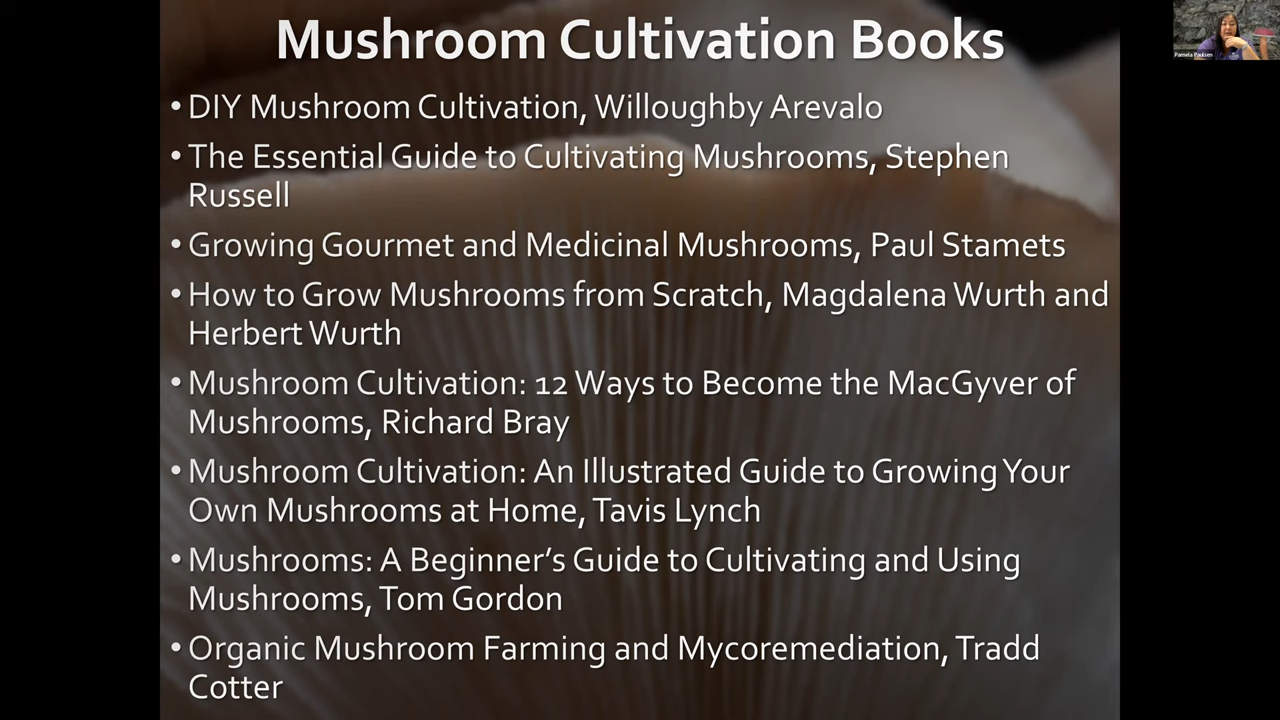 Mushroom Cultivation Books
Pamela Paulsen
• DIY Mushroom Cultivation, Willoughby Arevalo
• The Essential Guide to Cultivating Mushrooms, Stephen
Russell
• Growing Gourmet and Medicinal Mushrooms, Paul Stamets
• How to Grow Mushrooms from Scratch, Magdalena Wurth and
Herbert Wurth
• Mushroom Cultivation: 12 Ways to Become the MacGyver of
Mushrooms, Richard Bray
• Mushroom Cultivation: An Illustrated Guide to Growing Your
Own Mushrooms at Home, Tavis Lynch
• Mushrooms: A Beginner’s Guide to Cultivating and Using
Mushrooms, Tom Gordon
• Organic Mushroom Farming and Mycoremediation, Tradd
Cotter